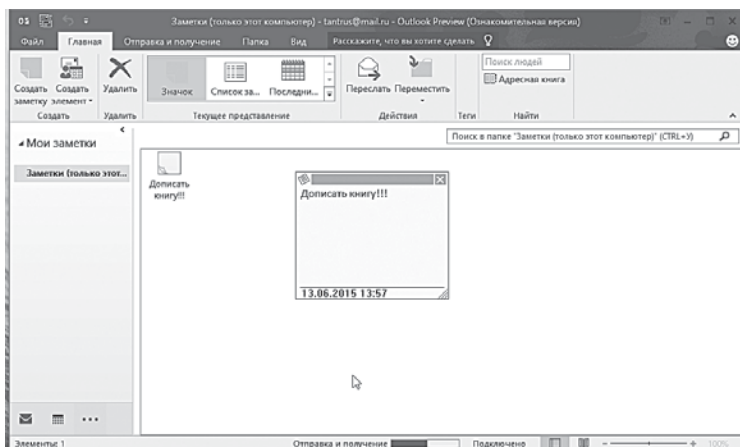 Заметки (только этот компьютер) - tantrus@mail.ru - Outlook Preview (Ознакомительная версия)
Файл Главная Отправка и получение Папка Вид Расскажите, что вы хотите сделать
Создать заметку
Создать элемент
Удалить
Значок Список за... Последни...
Переслать Переместить
Теги
Поиск людей
Адресная книга
Создать Удалить Текущее представление Действия Найти
Мои заметки
Поиск в папке "Заметки (только этот компьютер)" (CTRL+У)
Заметки (только этот...
Дописать
книгу!!!
Дописать книгу!!!
13.06.2015 13:57
Элементы: 1 Отправка и получение Подключено 100%